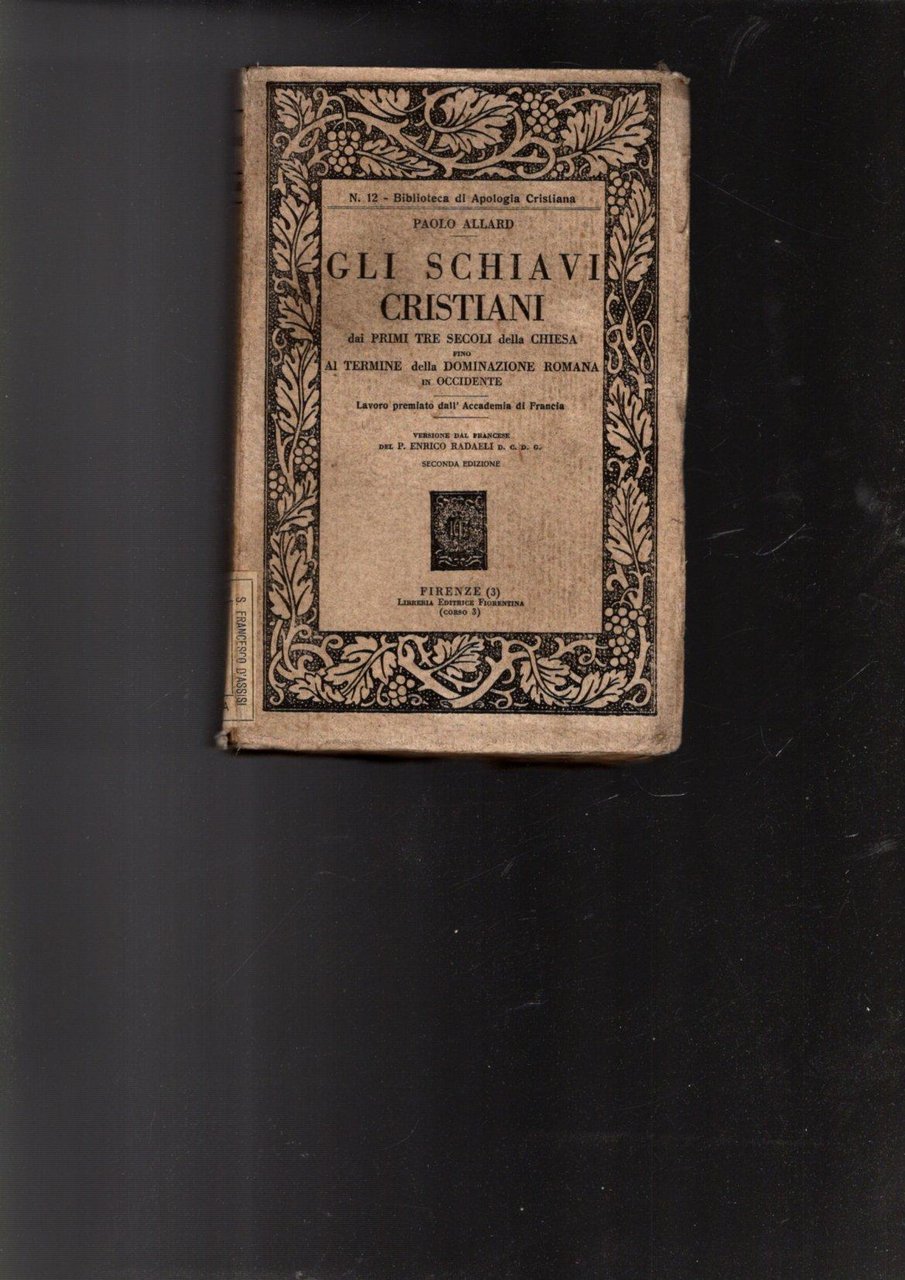 N. 12 - Biblioteca di Apologia Cristiana
PAOLO ALLARD
GLI SCHIAVI
CRISTIANI
dai PRIMI TRE SECOLI della CHIESA
FINO
Al TERMINE della DOMINAZIONE ROMANA
IN OCCIDENTE
Lavoro premiato dall' Accademia di Francia
VERSIONE DAL FRANCESE
DEL P. ENRICO RADAELI D. C. D. G.
SECONDA EDIZIONE
FIRENZE (3)
LIBRERIA EDITRICE FIORENTINA
(CORSO 3)
S. FRANCESCO D'ASSISI